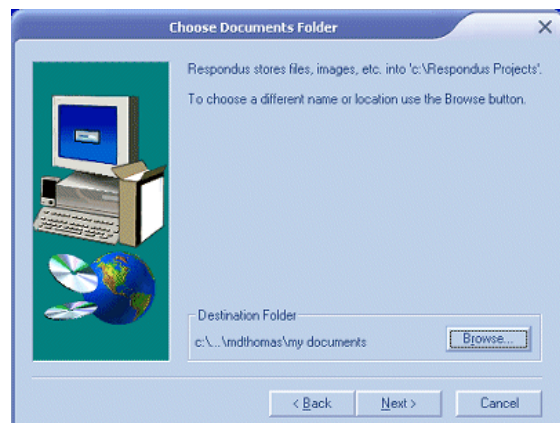 Choose Documents Folder
Respondus stores files, images, etc. into 'c:\Respondus Projects'.
To choose a different name or location use the Browse button.
Destination Folder
c:\...\mdthomas\my documents
Browse...
< Back
Next >
Cancel